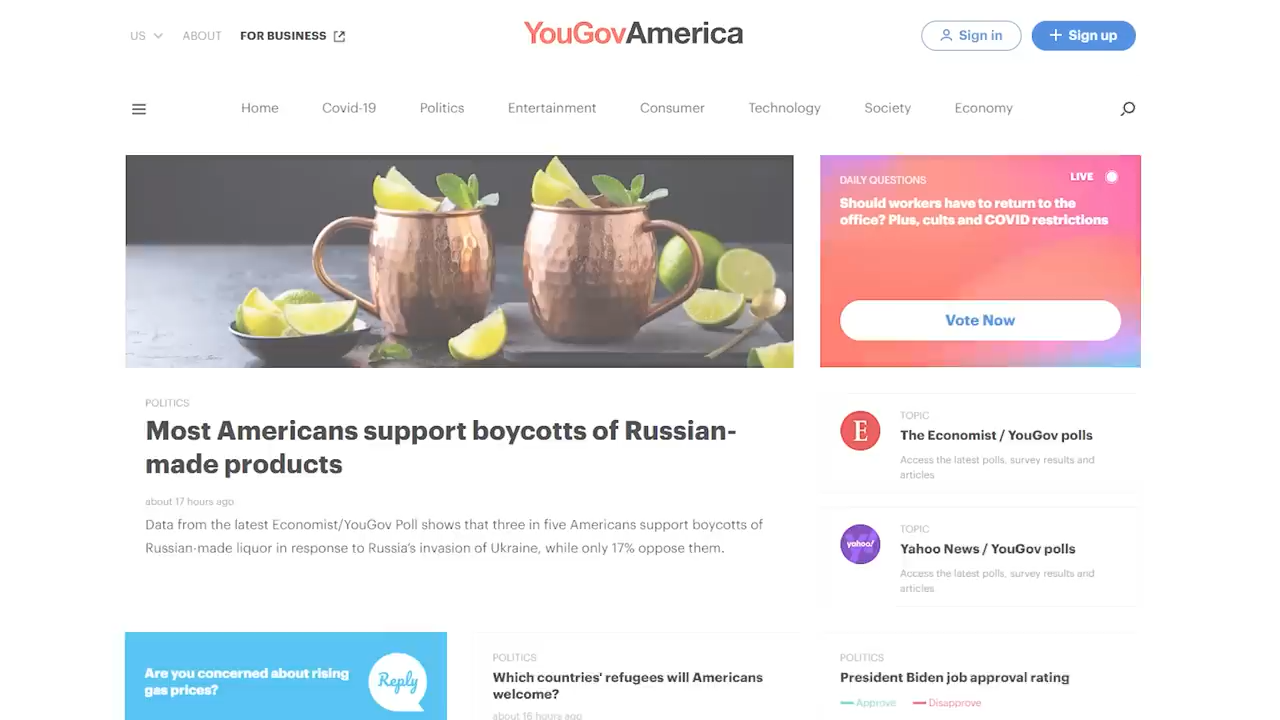 US
ABOUT
FOR BUSINESS
YouGovAmerica
Sign in
+ Sign up
Home
Covid-19
Politics
Entertainment
Consumer
Technology
Society
Economy
DAILY QUESTIONS
LIVE
Should workers have to return to the
office? Plus, cults and COVID restrictions
Vote Now
POLITICS
Most Americans support boycotts of Russian-
made products
about 17 hours ago
Data from the latest Economist/YouGov Poll shows that three in five Americans support boycotts of
Russian-made liquor in response to Russia's invasion of Ukraine, while only 17% oppose them.
E
TOPIC
The Economist / YouGov polls
Access the latest polls, survey results and
articles
yahoo!
TOPIC
Yahoo News / YouGov polls
Access the latest polls, survey results and
articles
Are you concerned about rising
gas prices?
Reply
POLITICS
Which countries' refugees will Americans
welcome?
about 16 hours ago
POLITICS
President Biden job approval rating
Approve
Disapprove